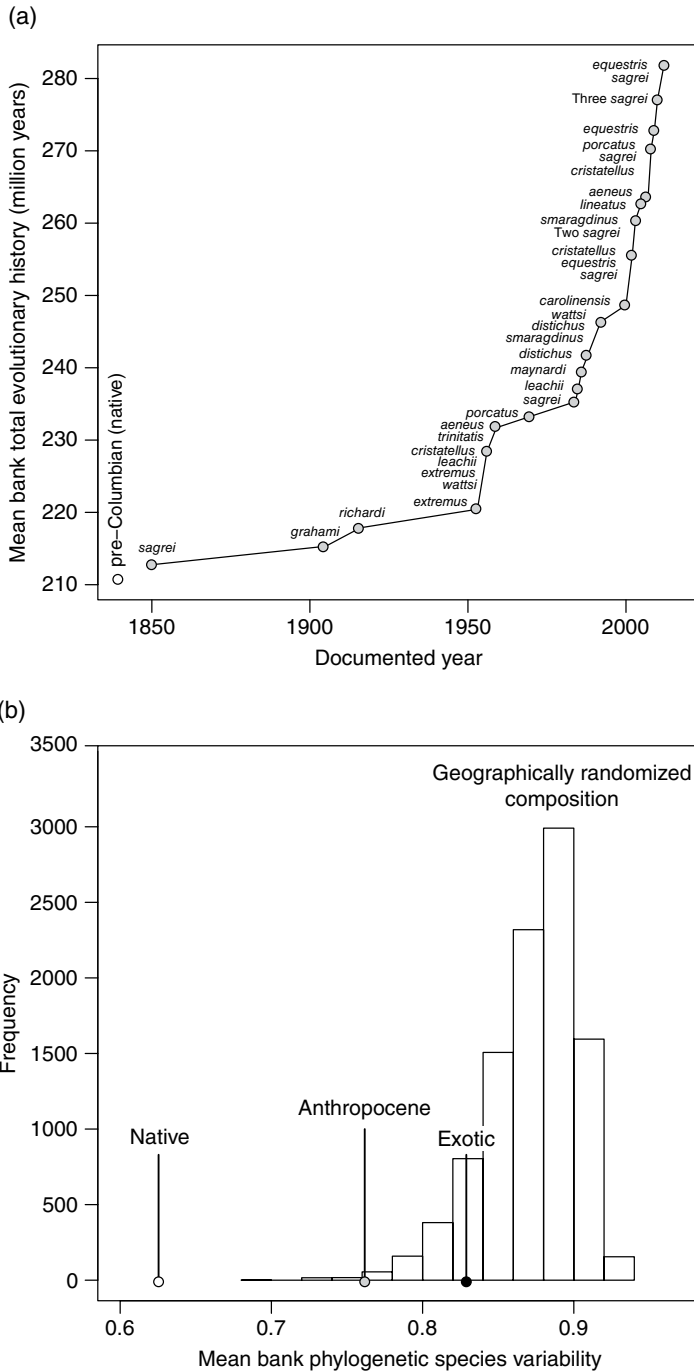 (a)
Mean bank total evolutionary history (million years)
280
270
260
250
240
230
220
210
pre–Columbian (native)
equestris
sagrei
Three sagrei
equestris
porcatus
sagrei
cristatellus
aeneus
lineatus
smaragdinus
Two sagrei
cristatellus
equestris
sagrei
carolinensis
wattsi
distichus
smaragdinus
distichus
maynardi
leachii
sagrei
porcatus
aeneus
trinitatis
cristatellus
leachii
extremus
wattsi
extremus
richardi
grahami
sagrei
1850
1900
1950
2000
Documented year
(b)
Frequency
3500
3000
2500
2000
1500
1000
500
0
Geographically randomized
composition
Anthropocene
Native
Exotic
0.6
0.7
0.8
0.9
Mean bank phylogenetic species variability